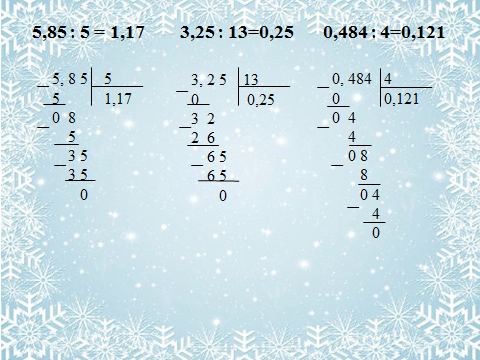 5,85 : 5 = 1,17
3,25 : 13=0,25
0,484 : 4=0,121
_ 5, 8 5 | 5
5 | 1,17
_ 0 8
5
_ 3 5
3 5
0
_ 3, 2 5 | 13
0 | 0,25
_ 3 2
2 6
_ 6 5
6 5
0
_ 0, 484 | 4
0 | 0,121
_ 0 4
4
_ 0 8
8
_ 0 4
4
0